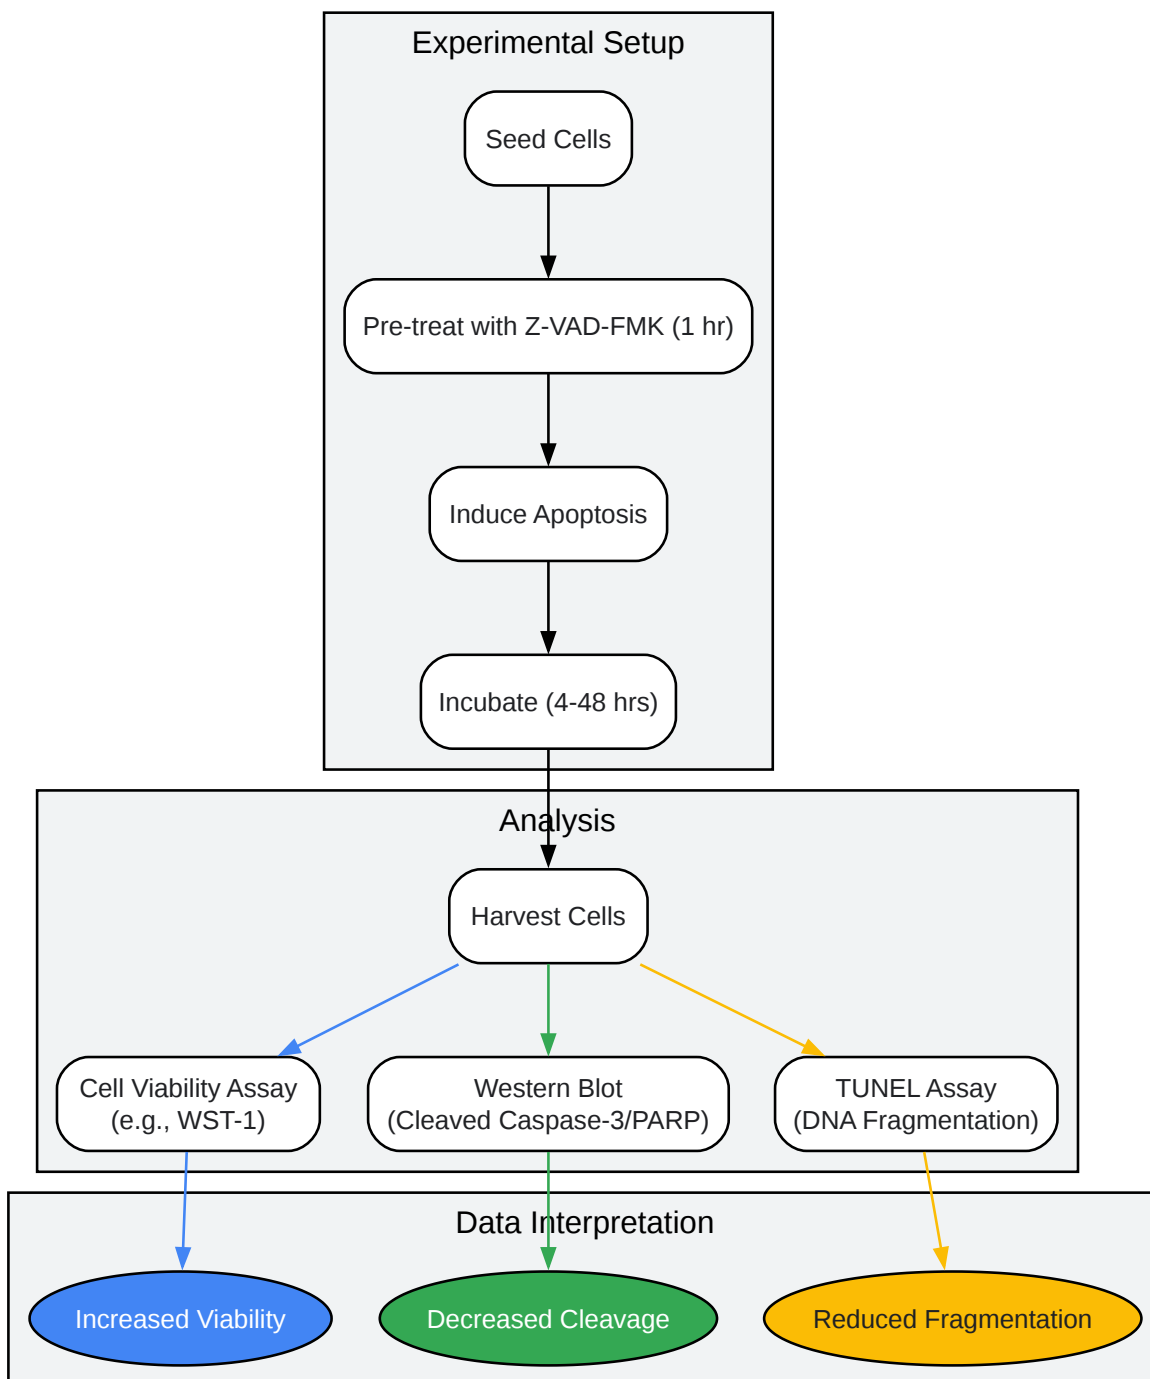 Experimental Setup
Seed Cells
Pre-treat with Z-VAD-FMK (1 hr)
Induce Apoptosis
Incubate (4-48 hrs)
Analysis
Harvest Cells
Cell Viability Assay
(e.g., WST-1)
Western Blot
(Cleaved Caspase-3/PARP)
TUNEL Assay
(DNA Fragmentation)
Data Interpretation
Increased Viability
Decreased Cleavage
Reduced Fragmentation